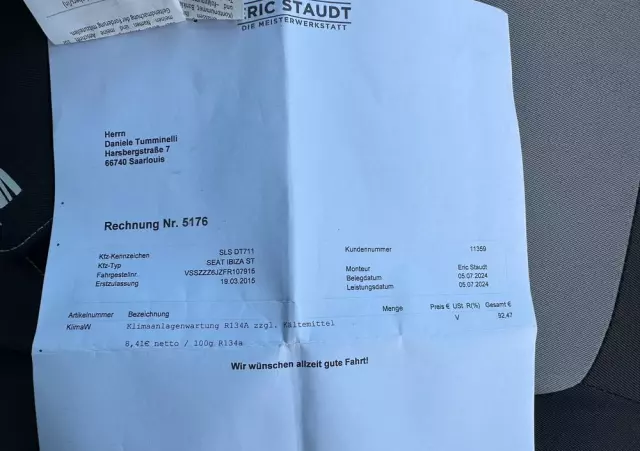 ERIC STAUDT
DIE MEISTERWERKSTATT
Herrn
Daniele Tumminelli
Harsbergstraße 7
66740 Saarlouis
Rechnung Nr. 5176
Kfz-Kennzeichen SLS DT711
Kfz-Typ SEAT IBIZA ST
Fahrgestellnr. VSSZZZ6JZFR107915
Erstzulassung 19.03.2015
Kundennummer 11359
Monteur Eric Staudt
Belegdatum 05.07.2024
Leistungsdatum 05.07.2024
Artikelnummer Bezeichnung Menge Preis € USt. R(%) Gesamt €
KlimaW Klimaanlagenwartung R134A zzgl. Kältemittel V 92,47
8,41€ netto / 100g R134a
Wir wünschen allzeit gute Fahrt!